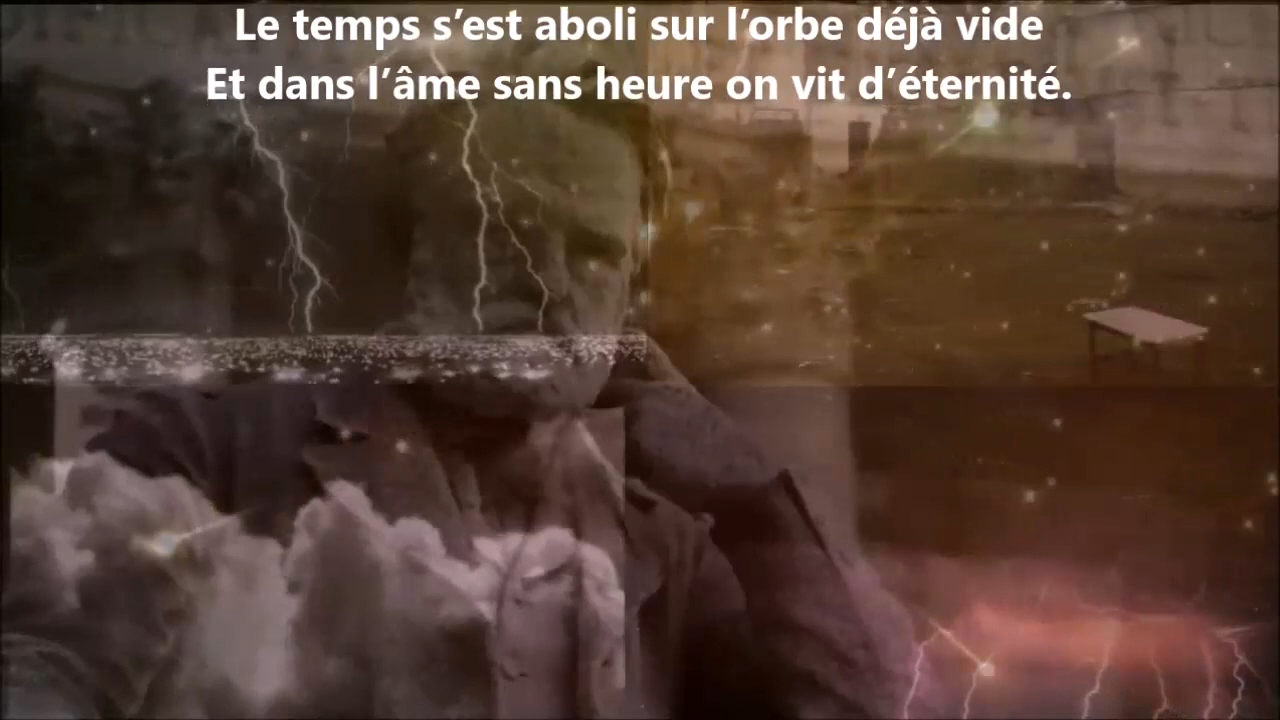 Le temps s’est aboli sur l’orbe déjà vide
Et dans l’âme sans heure on vit d’éternité.